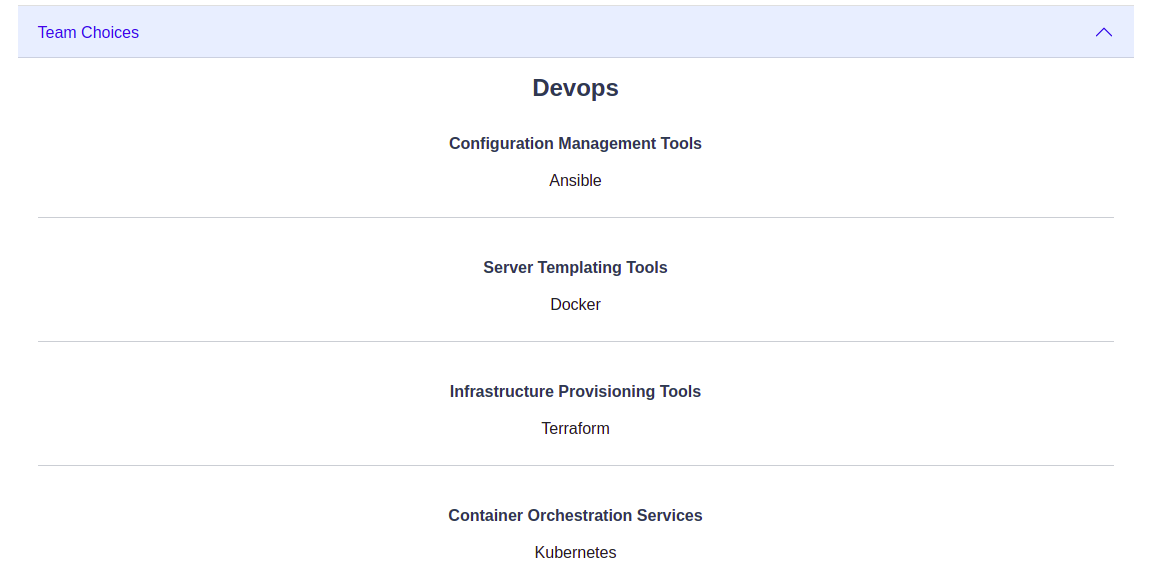 Team Choices
Devops
Configuration Management Tools
Ansible
Server Templating Tools
Docker
Infrastructure Provisioning Tools
Terraform
Container Orchestration Services
Kubernetes